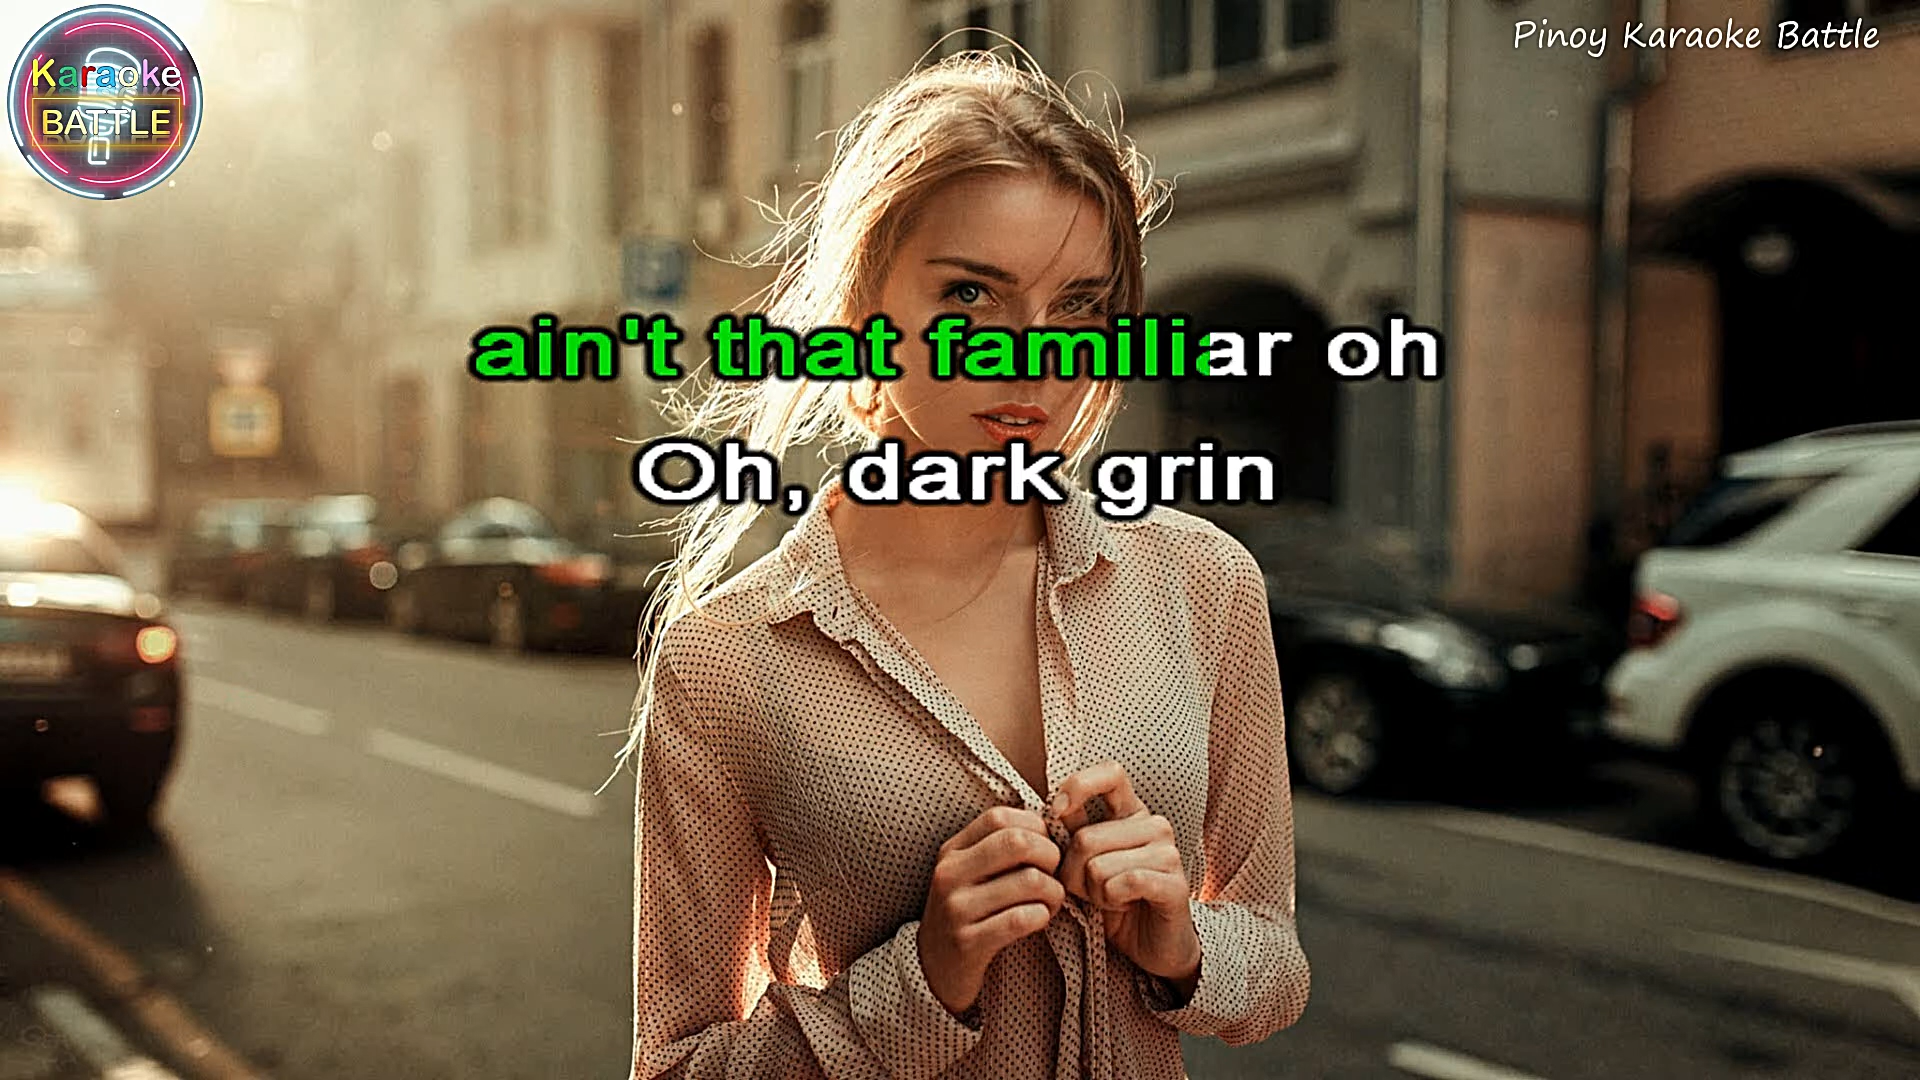 Karaoke
BATTLE
Pinoy Karaoke Battle
ain't that familiar oh
Oh, dark grin